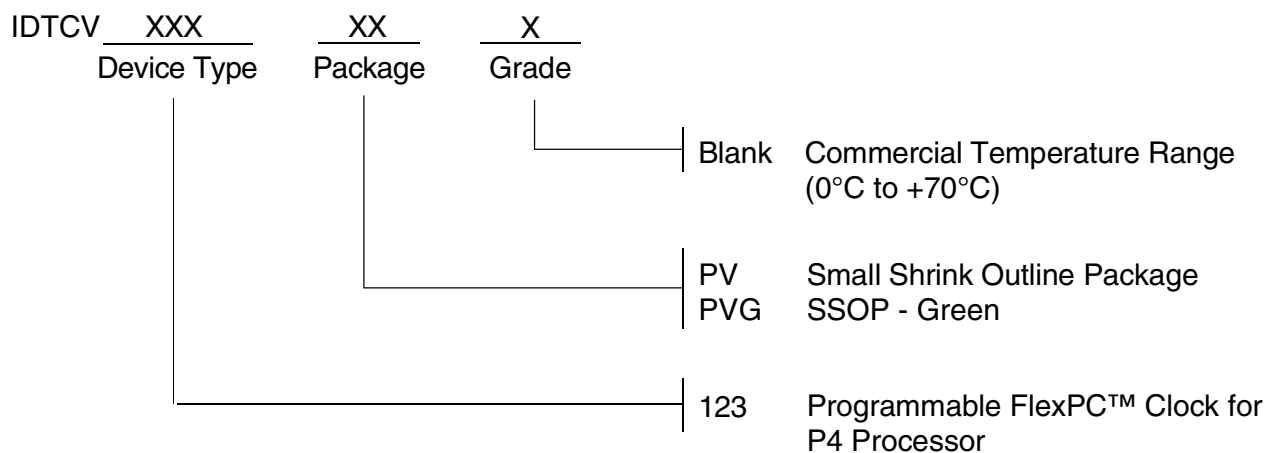 IDTCV XXX XX X
Device Type Package Grade
Blank Commercial Temperature Range
(0°C to +70°C)
PV Small Shrink Outline Package
PVG SSOP - Green
123 Programmable FlexPC™ Clock for
P4 Processor